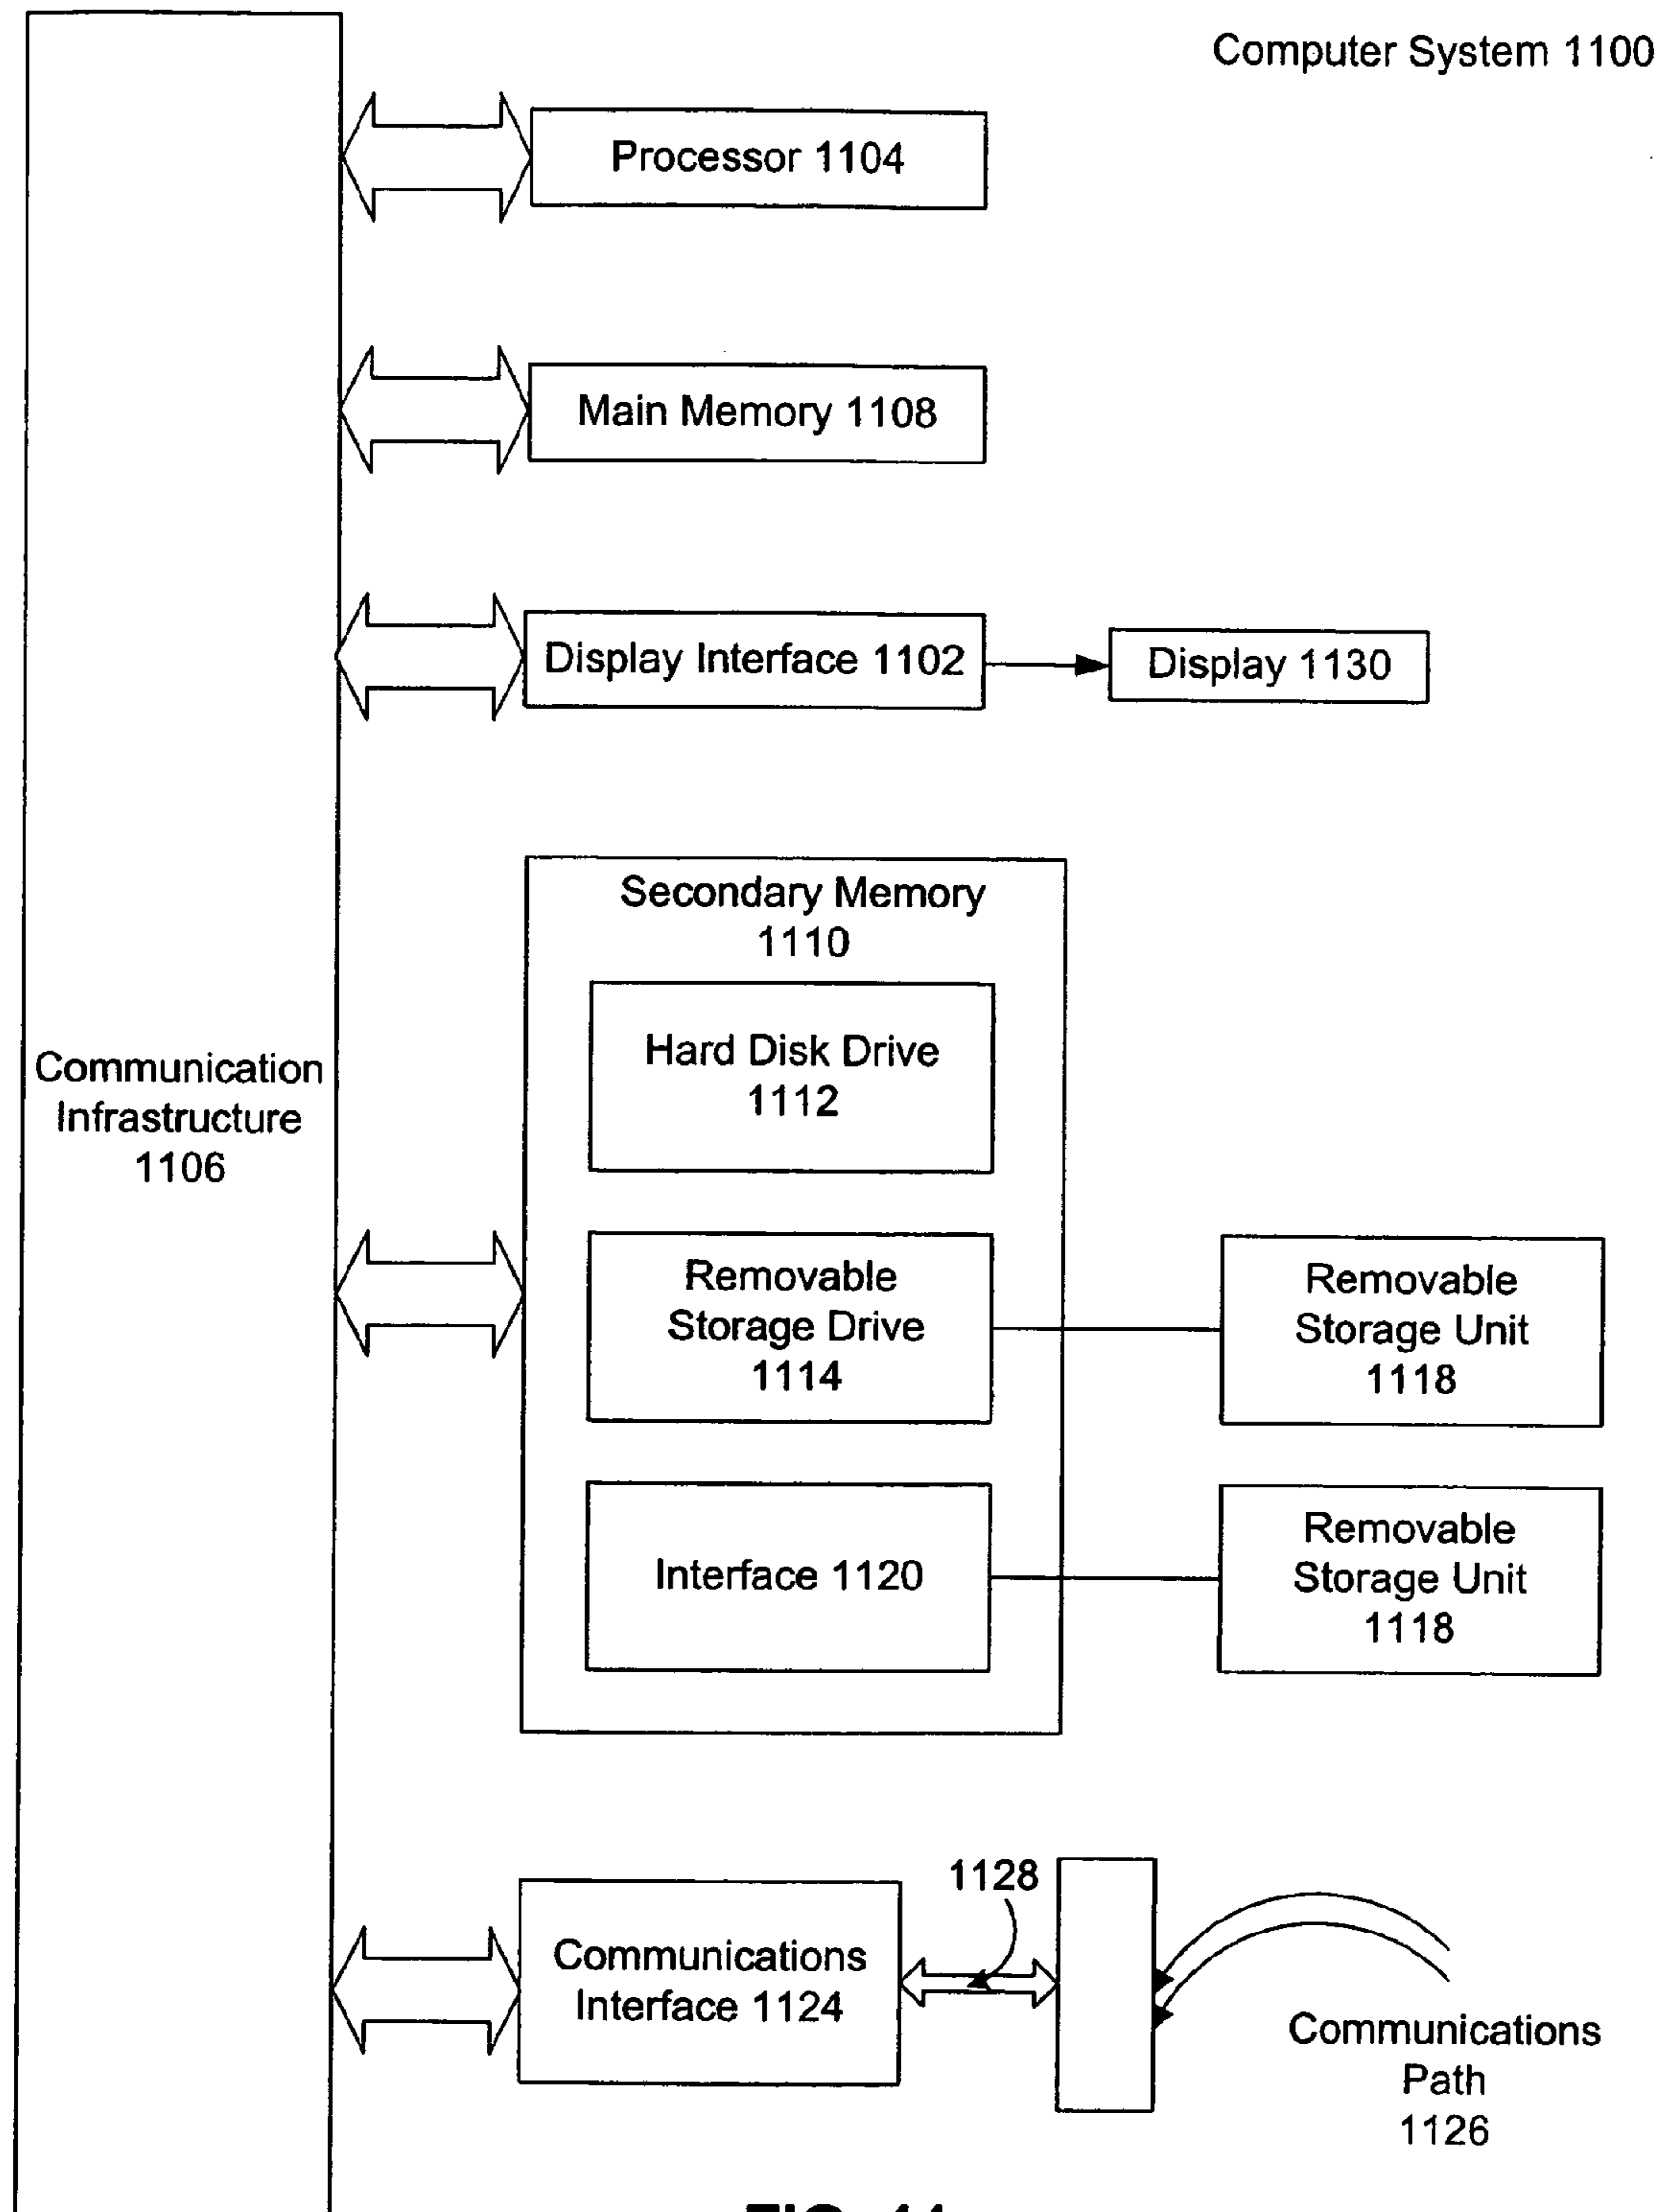 Computer System 1100
Processor 1104
Main Memory 1108
Display Interface 1102
Display 1130
Secondary Memory
1110
Hard Disk Drive
1112
Communication
Infrastructure
1106
Removable
Storage Drive
1114
Removable
Storage Unit
1118
Interface 1120
Removable
Storage Unit
1118
1128
Communications
Interface 1124
Communications
Path
1126
FIG. 11